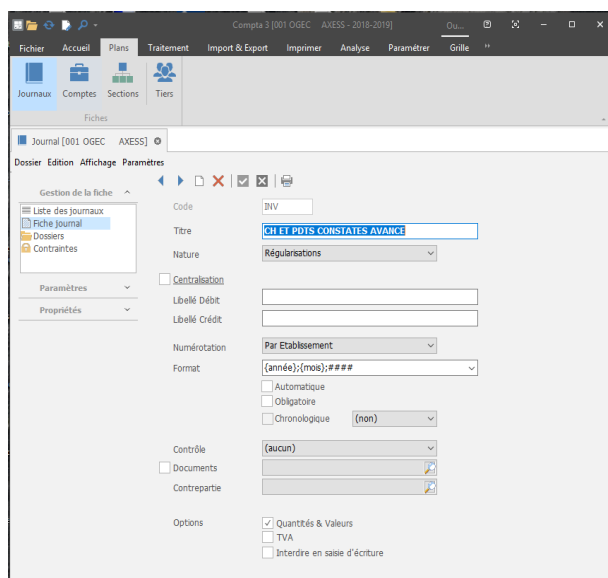 Compta 3 [001 OGEC AXESS - 2018-2019]
Ou...
Fichier Accueil Plans Traitement Import & Export Imprimer Analyse Paramétrer Grille
Journaux Comptes Sections Tiers
Fiches
Journal [001 OGEC AXESS]
Dossier Edition Affichage Paramètres
Gestion de la fiche
Liste des journaux
Fiche journal
Dossiers
Contraintes
Paramètres
Propriétés
Code INV
Titre CH ET PDTS CONSTATES AVANCE
Nature Régularisations
Centralisation
Libellé Débit
Libellé Crédit
Numérotation Par Etablissement
Format {année};{mois};####
Automatique
Obligatoire
Chronologique (non)
Contrôle (aucun)
Documents
Contrepartie
Options Quantités & Valeurs
TVA
Interdire en saisie d'écriture